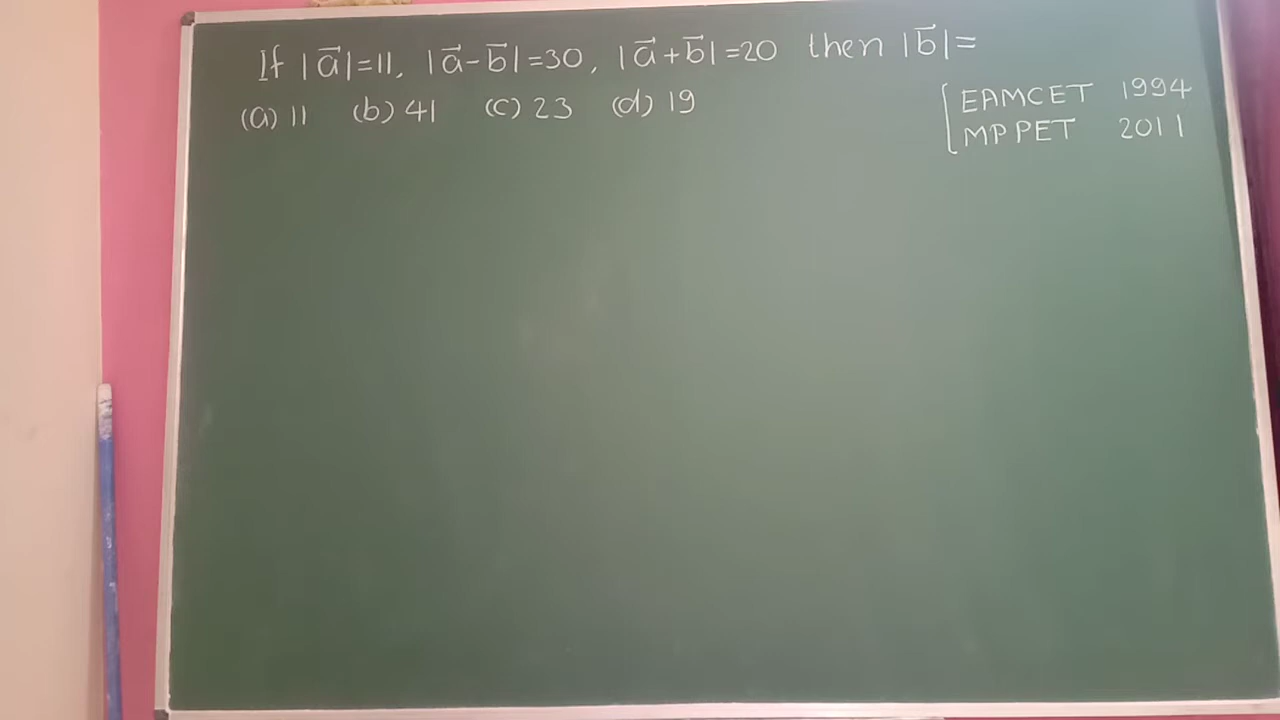 If |a⃗|=11, |a⃗-b⃗|=30, |a⃗+b⃗|=20 then |b⃗|=
(a) 11 (b) 41 (c) 23 (d) 19
[EAMCET 1994
MPPET 2011